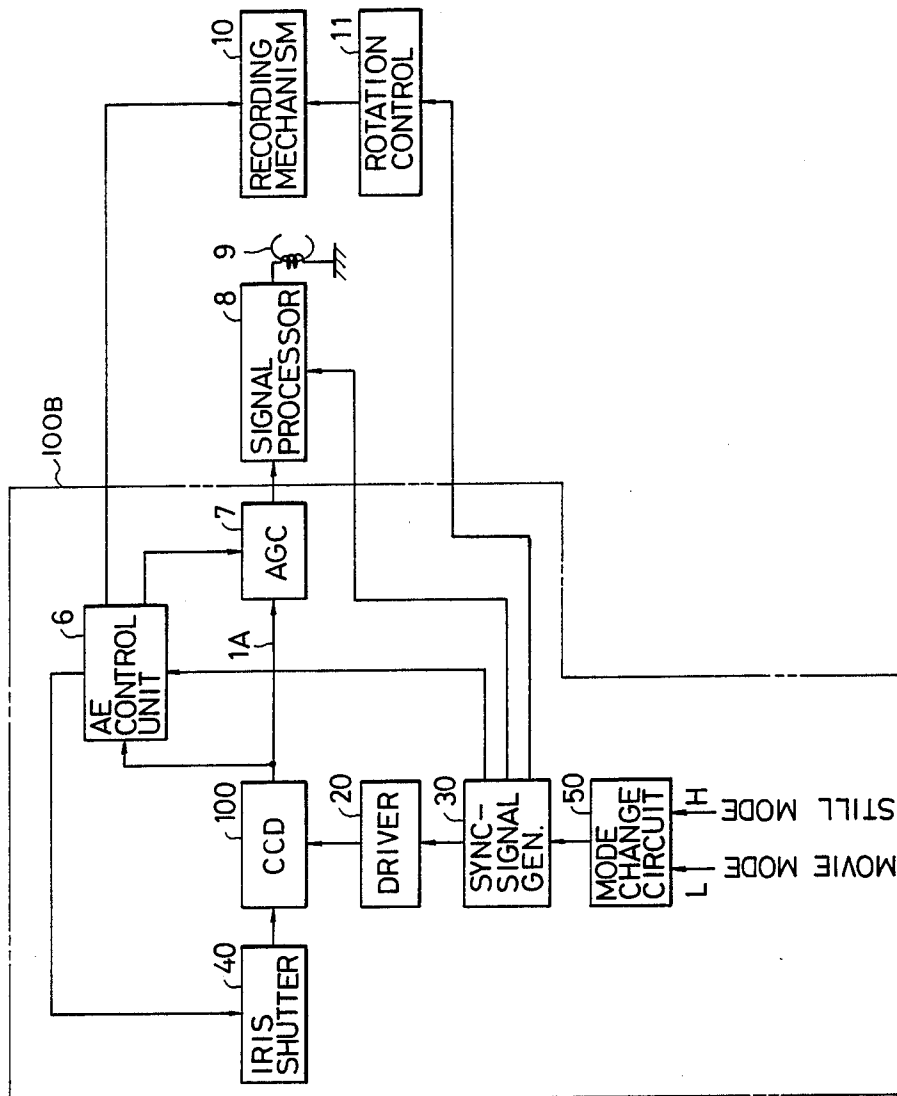 100B
6
AE
CONTROL
UNIT
40
IRIS
SHUTTER
100
CCD
1A
7
AGC
8
SIGNAL
PROCESSOR
9
10
RECORDING
MECHANISM
20
DRIVER
11
ROTATION
CONTROL
30
SYNC-
SIGNAL
GEN.
50
MODE
CHANGE
CIRCUIT
L
MOVIE MODE
H
STILL MODE